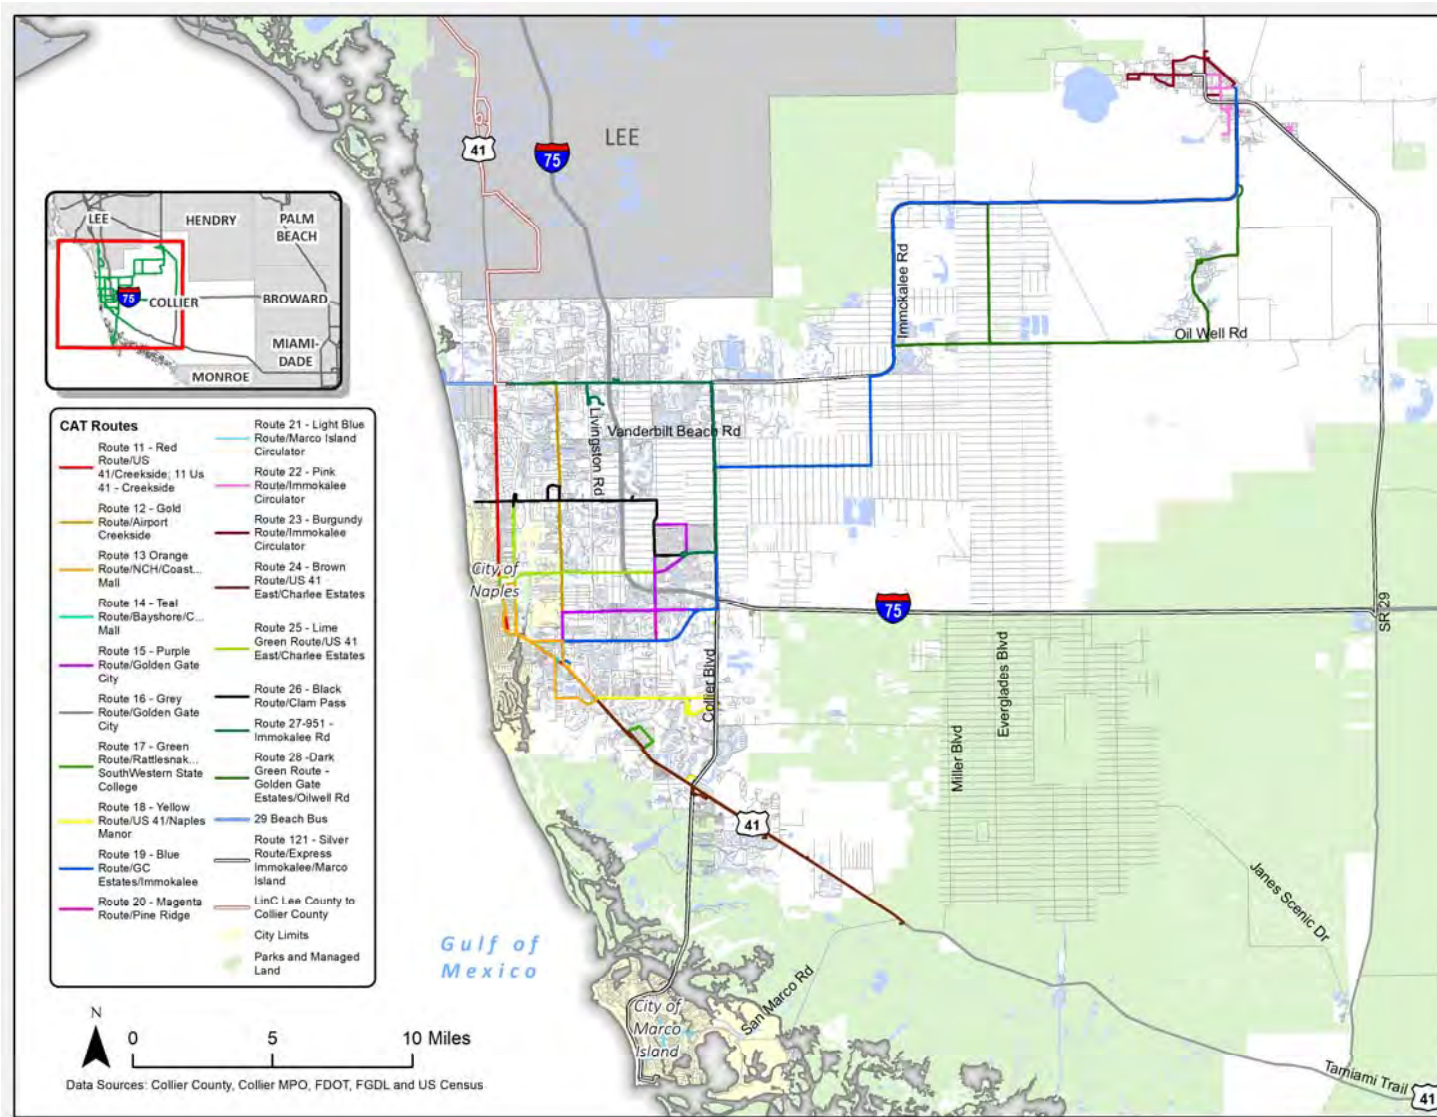 41
75
LEE
LEE
HENDRY
PALM
BEACH
75
COLLIER
BROWARD
MIAMI-
DADE
MONROE
Immokalee Rd
Oil Well Rd
Livingston Rd
Vanderbilt Beach Rd
City of
Naples
75
SR 29
Collier Blvd
Everglades Blvd
Miller Blvd
41
Janes Scenic Dr
San Marco Rd
Gulf of
Mexico
City of
Marco
Island
Tamiami Trail
41
CAT Routes
Route 11 - Red
Route/US
41/Creekside; 11 Us
41 - Creekside
Route 12 - Gold
Route/Airport
Creekside
Route 13 Orange
Route/NCH/Coast...
Mall
Route 14 - Teal
Route/Bayshore/C...
Mall
Route 15 - Purple
Route/Golden Gate
City
Route 16 - Grey
Route/Golden Gate
City
Route 17 - Green
Route/Rattlesnak...
SouthWestern State
College
Route 18 - Yellow
Route/US 41/Naples
Manor
Route 19 - Blue
Route/GC
Estates/Immokalee
Route 20 - Magenta
Route/Pine Ridge
Route 21 - Light Blue
Route/Marco Island
Circulator
Route 22 - Pink
Route/Immokalee
Circulator
Route 23 - Burgundy
Route/Immokalee
Circulator
Route 24 - Brown
Route/US 41
East/Charlee Estates
Route 25 - Lime
Green Route/US 41
East/Charlee Estates
Route 26 - Black
Route/Clam Pass
Route 27-951 -
Immokalee Rd
Route 28 -Dark
Green Route -
Golden Gate
Estates/Oilwell Rd
29 Beach Bus
Route 121 - Silver
Route/Express
Immokalee/Marco
Island
LinC Lee County to
Collier County
City Limits
Parks and Managed
Land
N
0 5 10 Miles
Data Sources: Collier County, Collier MPO, FDOT, FGDL and US Census